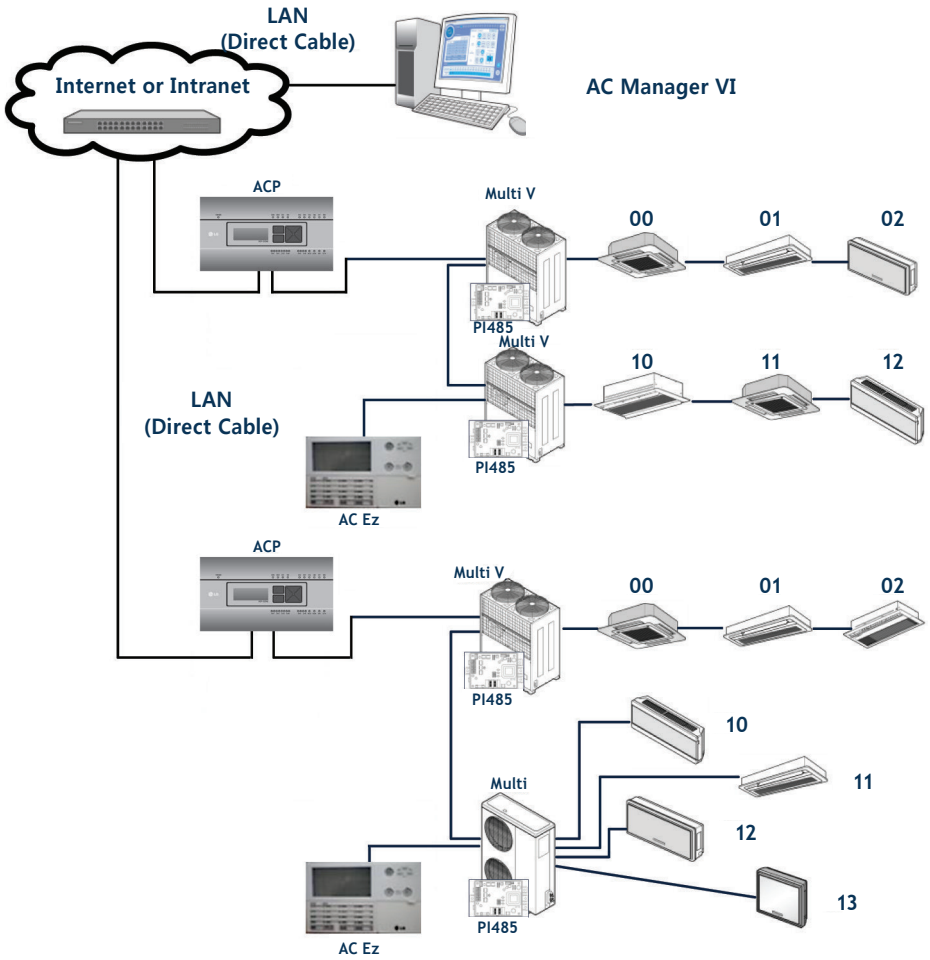 LAN
(Direct Cable)
Internet or Intranet
AC Manager VI
ACP
Multi V
00
01
02
PI485
Multi V
10
11
12
LAN
(Direct Cable)
PI485
AC Ez
ACP
Multi V
00
01
02
PI485
10
Multi
11
12
13
PI485
AC Ez